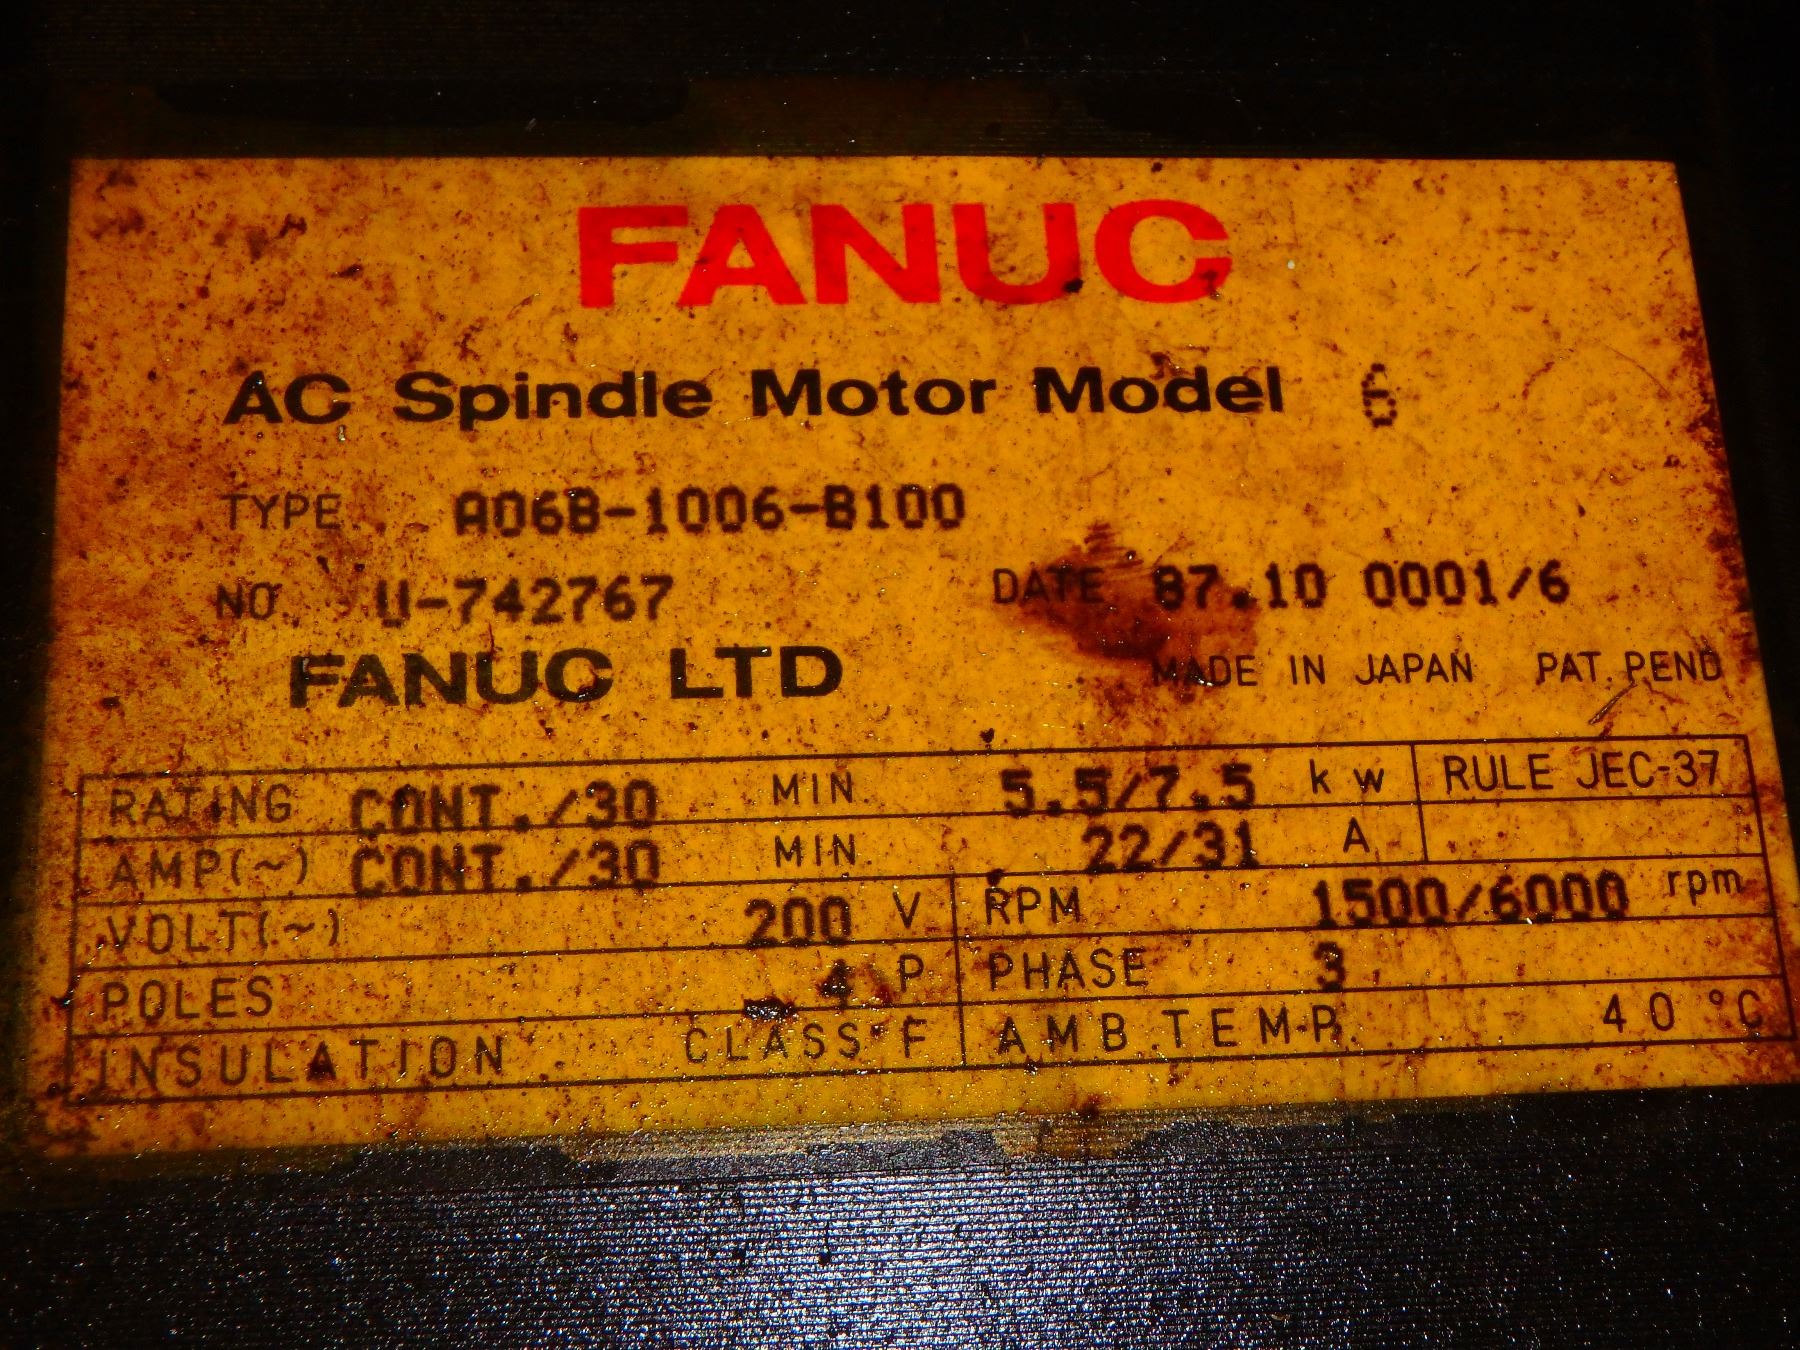 FANUC
AC Spindle Motor Model 6
TYPE A06B-1006-B100
NO. U-742767 DATE 87.10 0001/6
FANUC LTD MADE IN JAPAN PAT. PEND
RATING CONT./30 MIN. 5.5/7.5 kw RULE JEC-37
AMP(~) CONT./30 MIN. 22/31 A
VOLT(~) 200 V RPM 1500/6000 rpm
POLES 4 P PHASE 3
INSULATION CLASS F AMB.TEMP. 40 °C